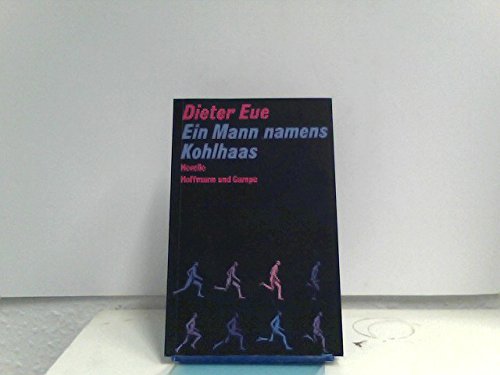 Dieter Eue
Ein Mann namens
Kohlhaas
Novelle
Hoffmann und Campe